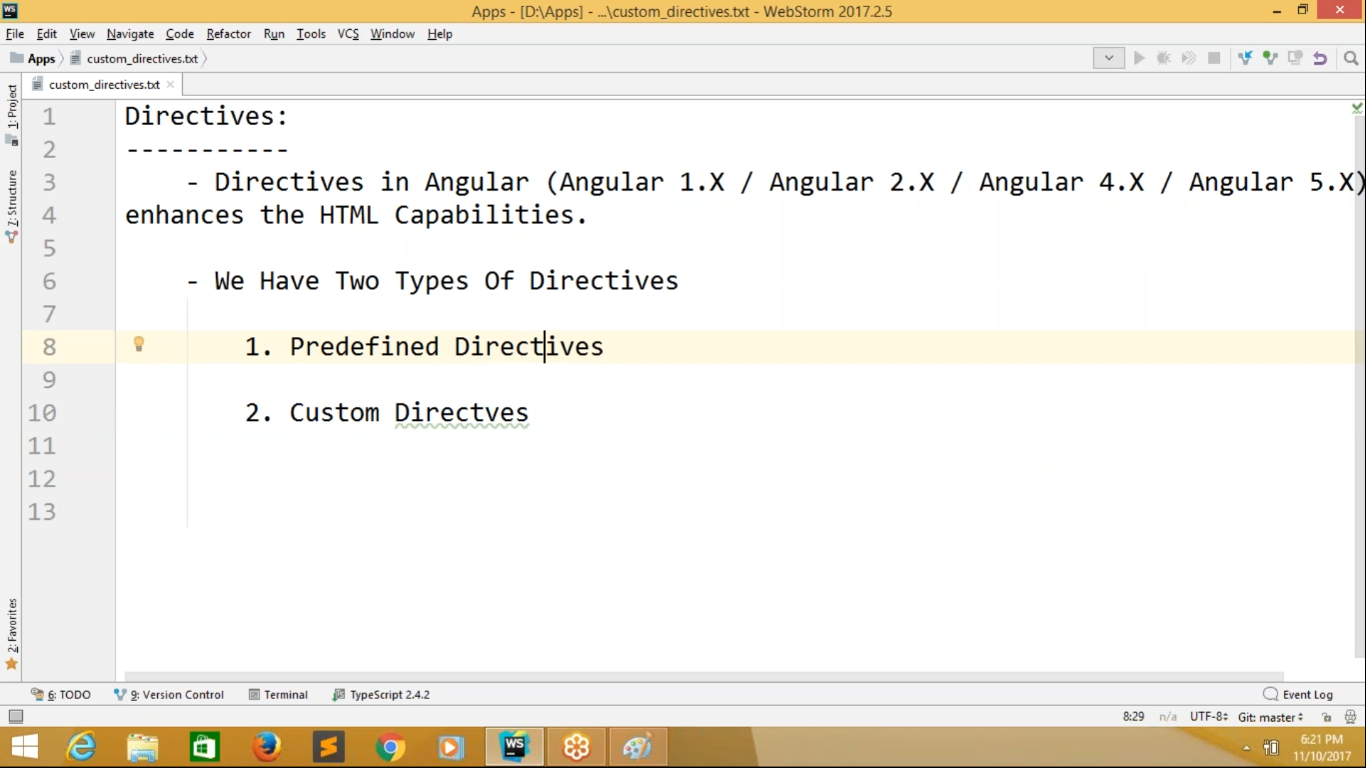 Apps - [D:\Apps] - ...\custom_directives.txt - WebStorm 2017.2.5
File Edit View Navigate Code Refactor Run Tools VCS Window Help
Apps custom_directives.txt
custom_directives.txt
1: Project
7: Structure
2: Favorites
1 Directives:
2 -----------
3 - Directives in Angular (Angular 1.X / Angular 2.X / Angular 4.X / Angular 5.X)
4 enhances the HTML Capabilities.
5
6 - We Have Two Types Of Directives
7
8 1. Predefined Directives
9
10 2. Custom Directves
11
12
13
6: TODO 9: Version Control Terminal TypeScript 2.4.2 Event Log
8:29 n/a UTF-8 Git: master
WS
6:21 PM
11/10/2017